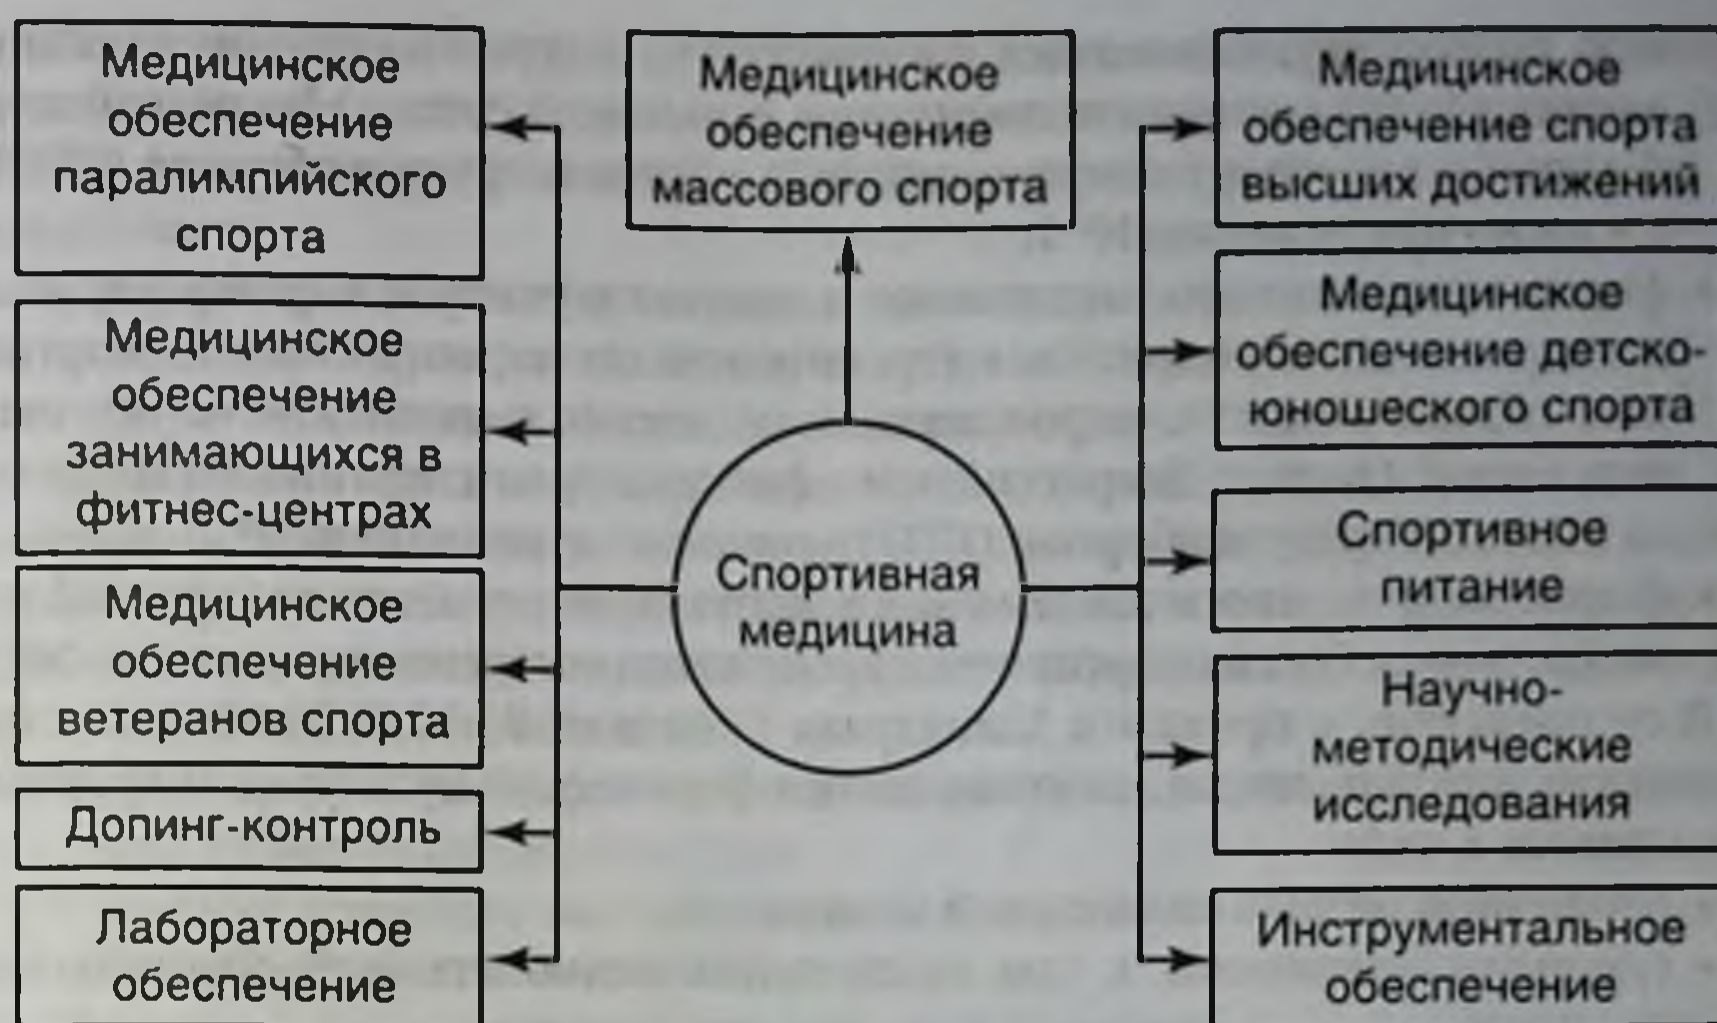 Медицинское
обеспечение
паралимпийского
спорта
Медицинское
обеспечение
занимающихся в
фитнес-центрах
Медицинское
обеспечение
ветеранов спорта
Допинг-контроль
Лабораторное
обеспечение
Медицинское
обеспечение
массового спорта
Спортивная
медицина
Медицинское
обеспечение спорта
высших достижений
Медицинское
обеспечение детско-
юношеского спорта
Спортивное
питание
Научно-
методические
исследования
Инструментальное
обеспечение